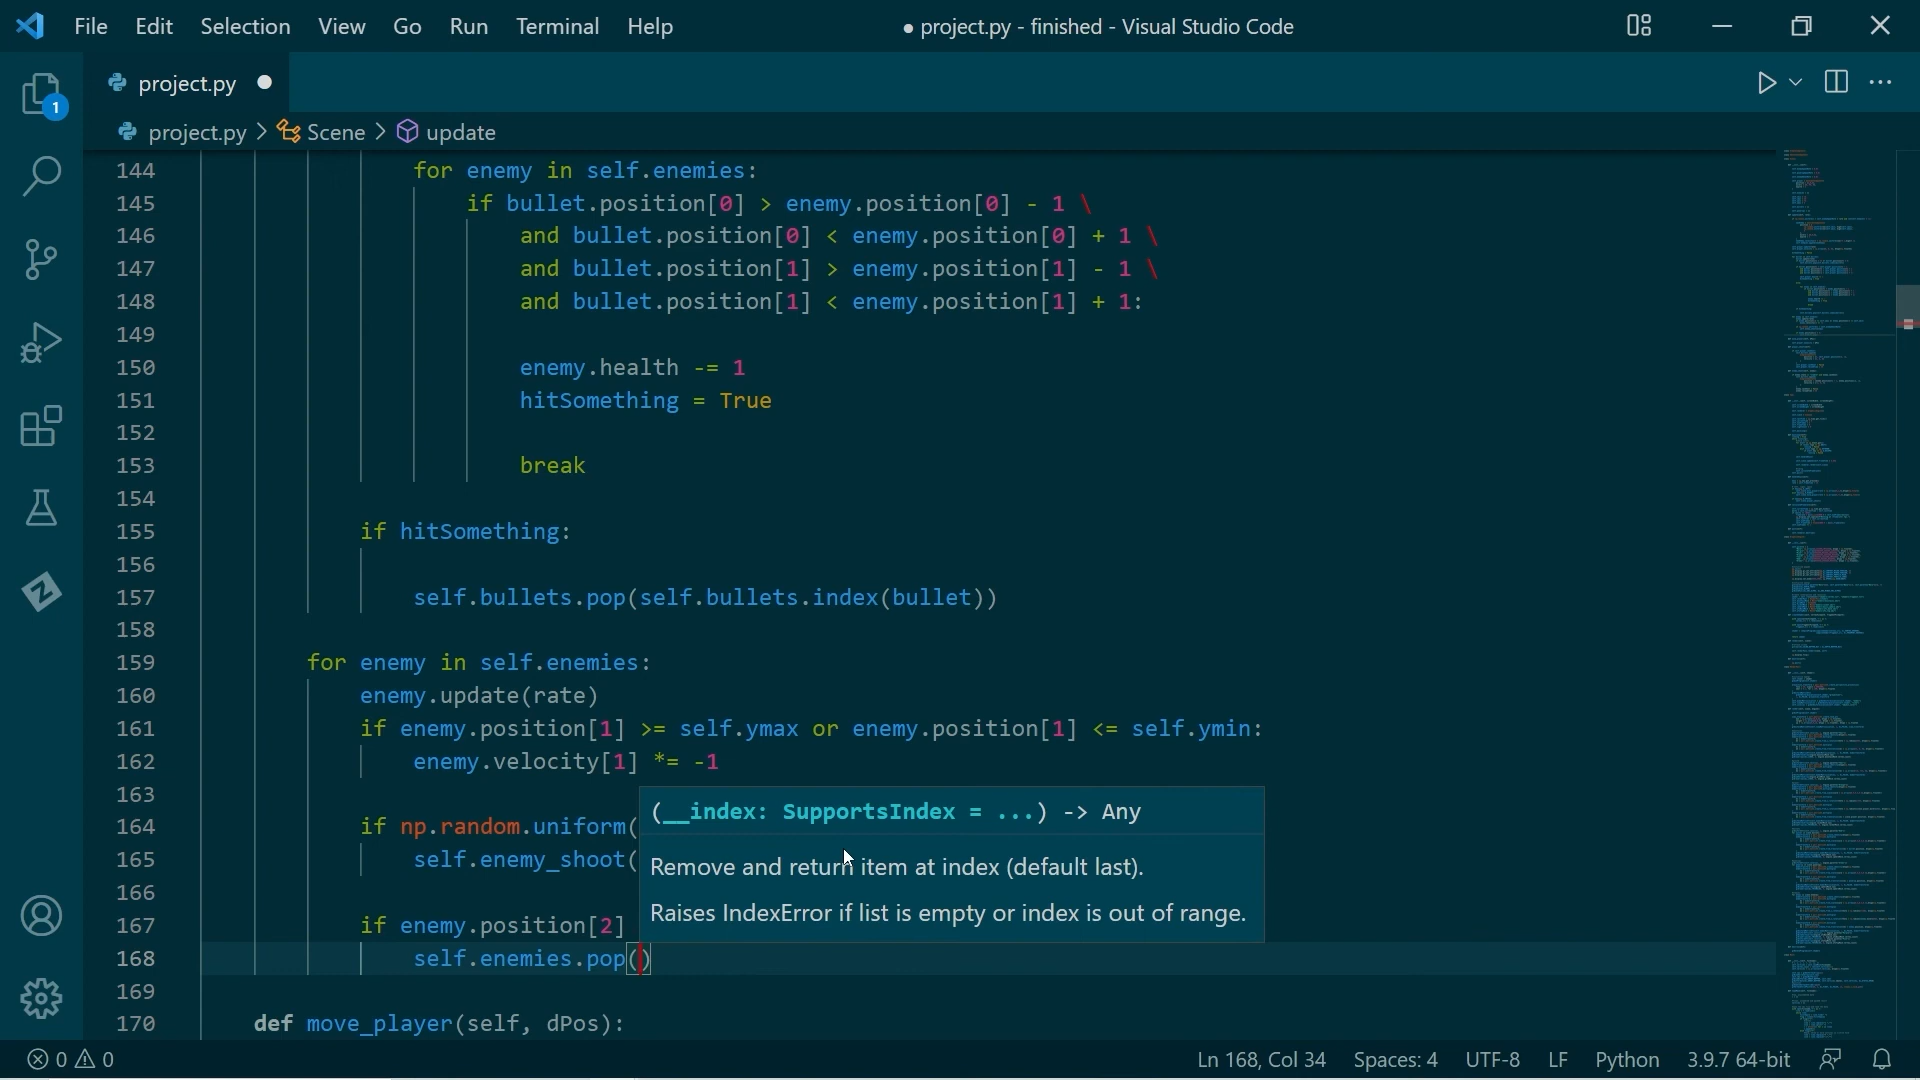 File Edit Selection View Go Run Terminal Help
● project.py - finished - Visual Studio Code
1
project.py ●
project.py > Scene > update
144 for enemy in self.enemies:
145 if bullet.position[0] > enemy.position[0] - 1 \
146 and bullet.position[0] < enemy.position[0] + 1 \
147 and bullet.position[1] > enemy.position[1] - 1 \
148 and bullet.position[1] < enemy.position[1] + 1:
149
150 enemy.health -= 1
151 hitSomething = True
152
153 break
154
155 if hitSomething:
156
157 self.bullets.pop(self.bullets.index(bullet))
158
159 for enemy in self.enemies:
160 enemy.update(rate)
161 if enemy.position[1] >= self.ymax or enemy.position[1] <= self.ymin:
162 enemy.velocity[1] *= -1
163
(__index: SupportsIndex = ...) -> Any
Remove and return item at index (default last).
Raises IndexError if list is empty or index is out of range.
164 if np.random.uniform(
165 self.enemy_shoot(
166
167 if enemy.position[2]
168 self.enemies.pop()
169
170 def move_player(self, dPos):
0 0
Ln 168, Col 34 Spaces: 4 UTF-8 LF Python 3.9.7 64-bit